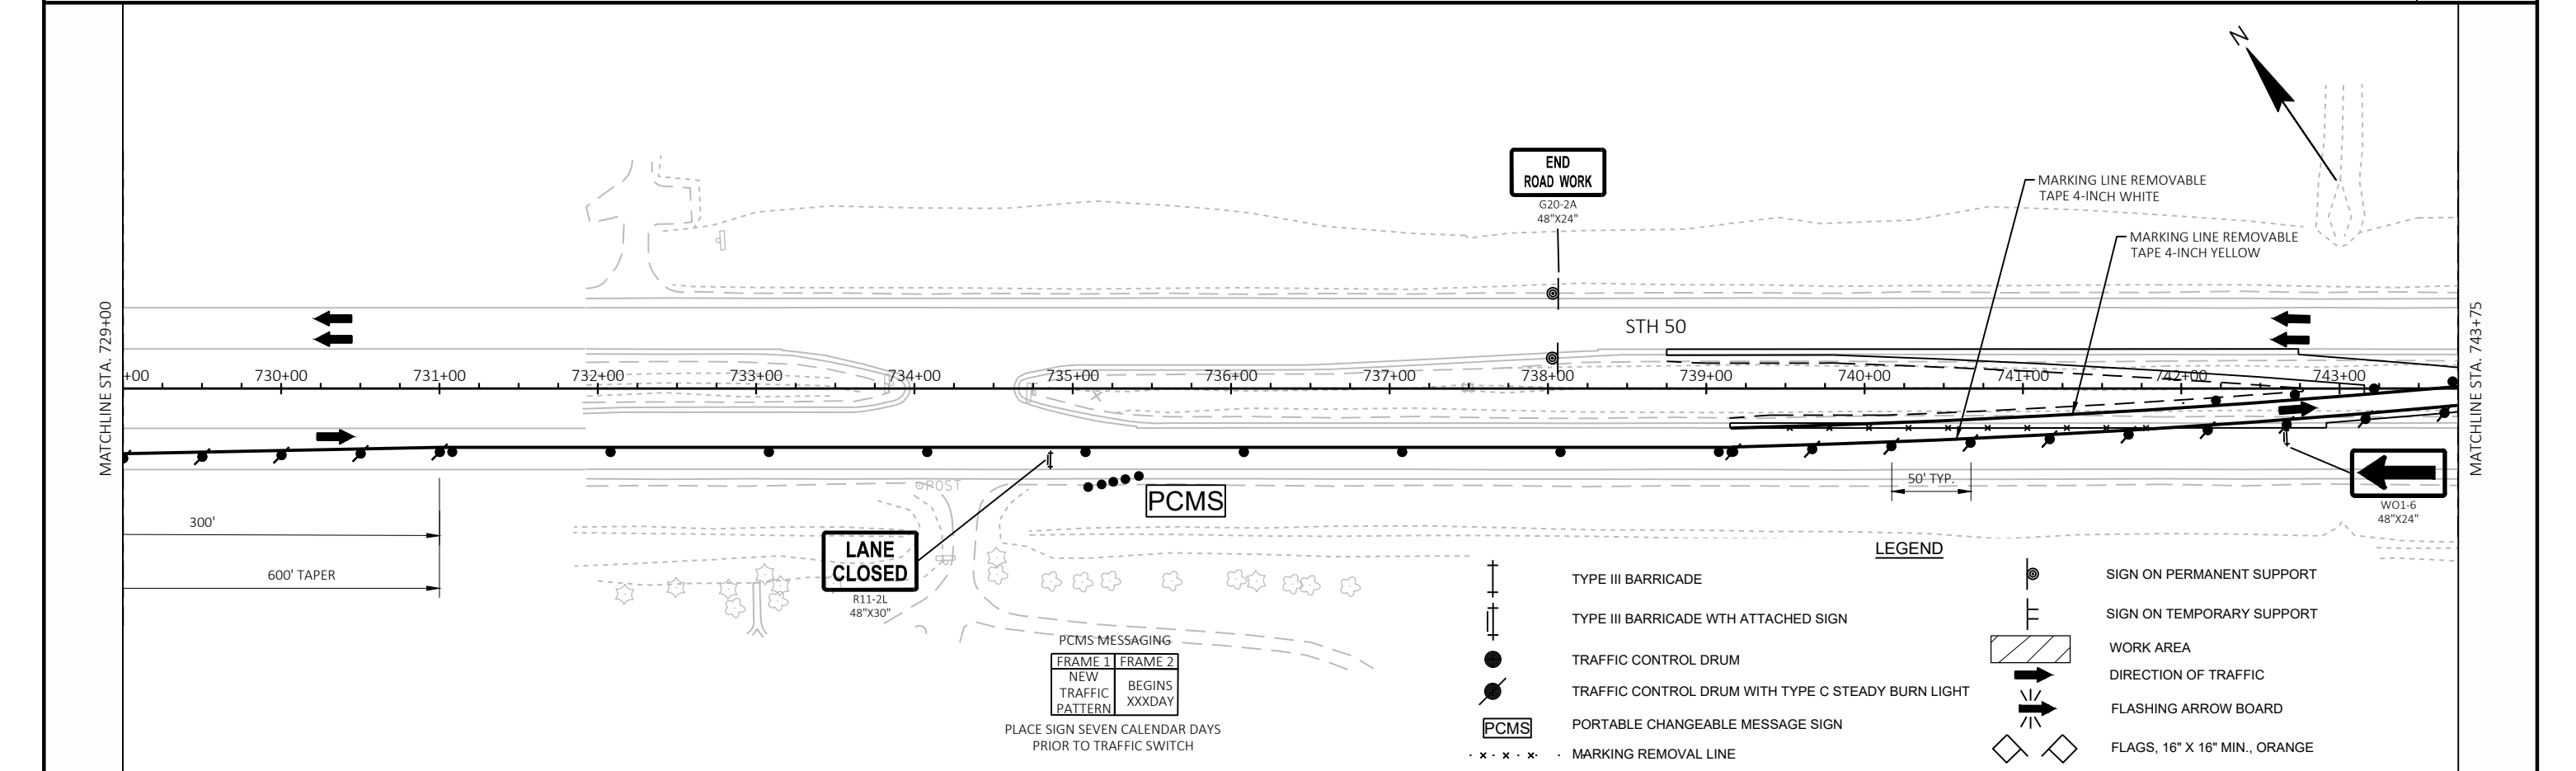 N
END
ROAD WORK
G20-2A
48"X24"
MARKING LINE REMOVABLE
TAPE 4-INCH WHITE
MARKING LINE REMOVABLE
TAPE 4-INCH YELLOW
STH 50
MATCHLINE STA. 729+00
MATCHLINE STA. 743+75
+00 730+00 731+00 732+00 733+00 734+00 735+00 736+00 737+00 738+00 739+00 740+00 741+00 742+00 743+00
POST
PCMS
50' TYP.
WO1-6
48"X24"
300'
600' TAPER
LANE
CLOSED
R11-2L
48"X30"
PCMS MESSAGING
FRAME 1 FRAME 2
NEW
TRAFFIC
PATTERN
BEGINS
XXXDAY
PLACE SIGN SEVEN CALENDAR DAYS
PRIOR TO TRAFFIC SWITCH
LEGEND
TYPE III BARRICADE
TYPE III BARRICADE WTH ATTACHED SIGN
TRAFFIC CONTROL DRUM
TRAFFIC CONTROL DRUM WITH TYPE C STEADY BURN LIGHT
PCMS PORTABLE CHANGEABLE MESSAGE SIGN
MARKING REMOVAL LINE
SIGN ON PERMANENT SUPPORT
SIGN ON TEMPORARY SUPPORT
WORK AREA
DIRECTION OF TRAFFIC
FLASHING ARROW BOARD
FLAGS, 16" X 16" MIN., ORANGE